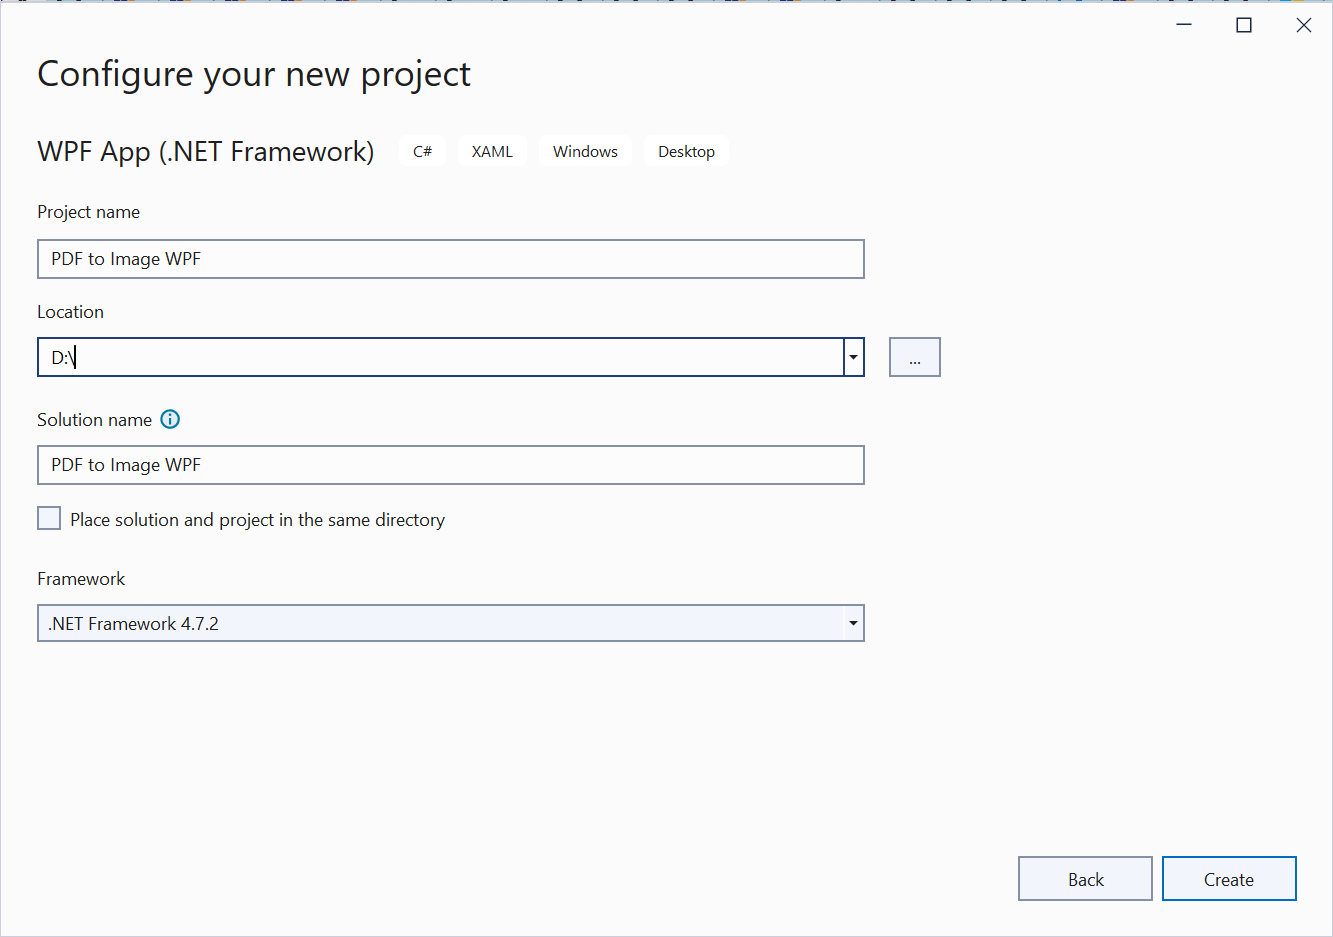 Configure your new project
WPF App (.NET Framework) C# XAML Windows Desktop
Project name
PDF to Image WPF
Location
D:\
...
Solution name
PDF to Image WPF
Place solution and project in the same directory
Framework
.NET Framework 4.7.2
Back Create